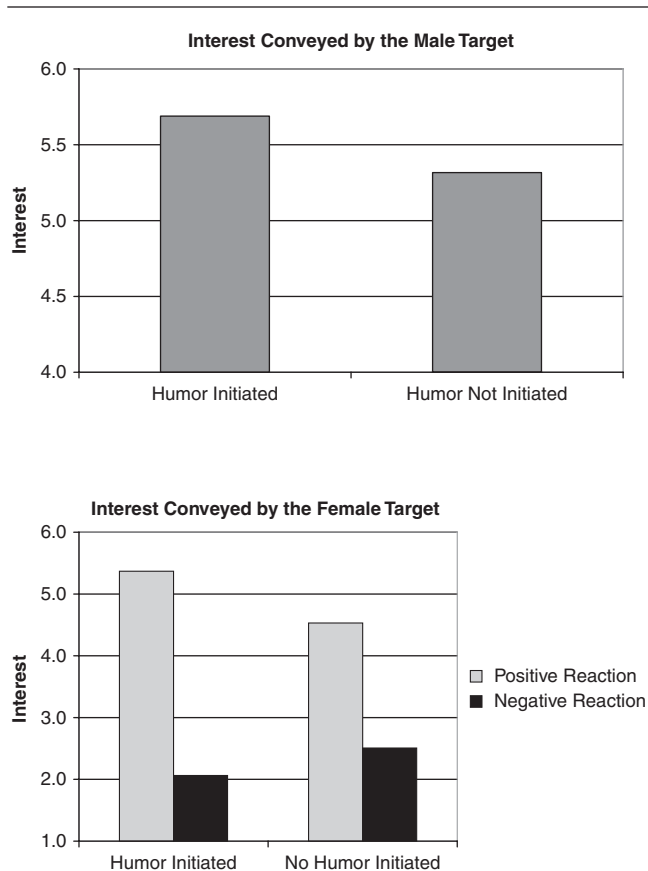 Interest Conveyed by the Male Target
6.0
5.5
5.0
4.5
4.0
Interest
Humor Initiated Humor Not Initiated
Interest Conveyed by the Female Target
6.0
5.0
4.0
3.0
2.0
1.0
Interest
Positive Reaction
Negative Reaction
Humor Initiated No Humor Initiated